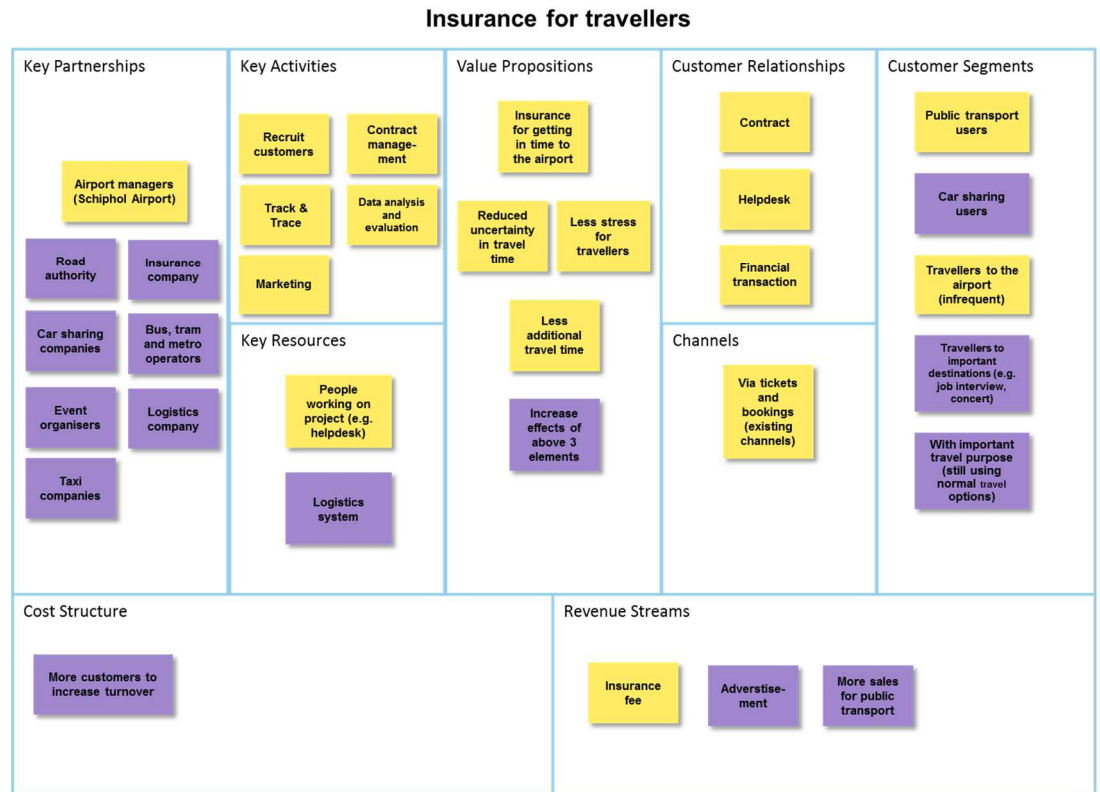 Insurance for travellers
Key Partnerships
Airport managers
(Schiphol Airport)
Road
authority
Insurance
company
Car sharing
companies
Bus, tram
and metro
operators
Event
organisers
Logistics
company
Taxi
companies
Key Activities
Recruit
customers
Contract
manage-
ment
Track &
Trace
Data analysis
and
evaluation
Marketing
Key Resources
People
working on
project (e.g.
helpdesk)
Logistics
system
Value Propositions
Insurance
for getting
in time to
the airport
Reduced
uncertainty
in travel
time
Less stress
for
travellers
Less
additional
travel time
Increase
effects of
above 3
elements
Customer Relationships
Contract
Helpdesk
Financial
transaction
Channels
Via tickets
and
bookings
(existing
channels)
Customer Segments
Public transport
users
Car sharing
users
Travellers to the
airport
(infrequent)
Travellers to
important
destinations (e.g.
job interview,
concert)
With important
travel purpose
(still using
normal travel
options)
Cost Structure
More customers to
increase turnover
Revenue Streams
Insurance
fee
Adverstise-
ment
More sales
for public
transport